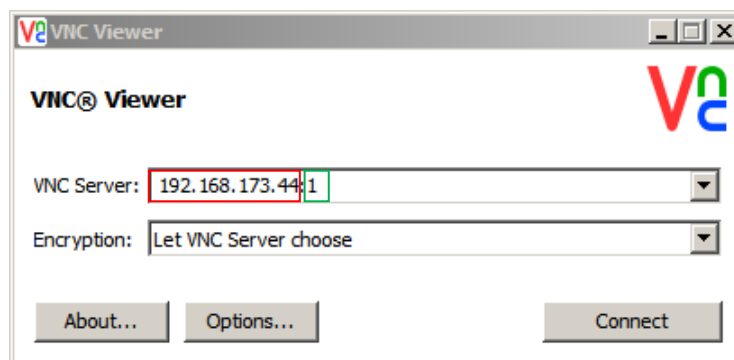 VNC Viewer
VNC® Viewer
VNC
VNC Server: 192.168.173.44:1
Encryption: Let VNC Server choose
About... Options... Connect